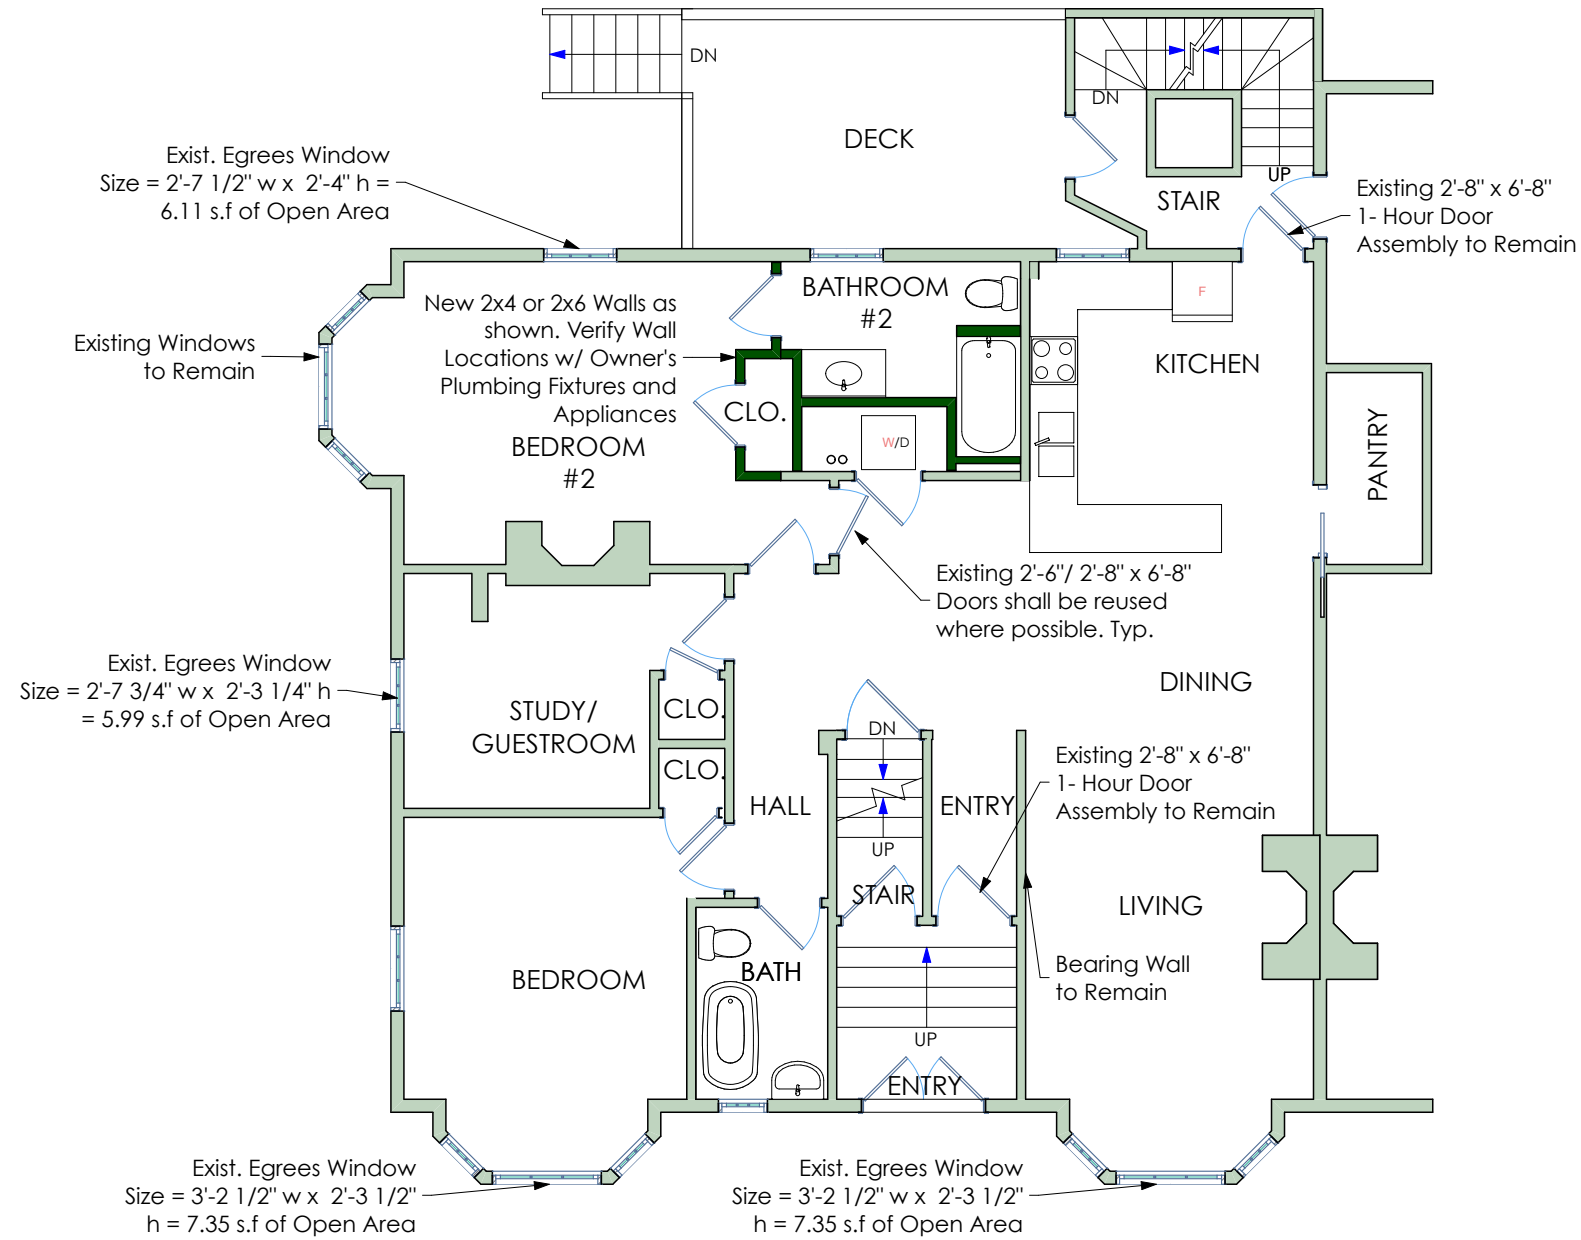 DN
DN
DECK
Exist. Egrees Window
Size = 2'-7 1/2" w x 2'-4" h =
6.11 s.f of Open Area
UP
STAIR
Existing 2'-8" x 6'-8"
1- Hour Door
Assembly to Remain
New 2x4 or 2x6 Walls as
shown. Verify Wall
Locations w/ Owner's
Plumbing Fixtures and
Appliances
BATHROOM
#2
F
Existing Windows
to Remain
KITCHEN
CLO.
BEDROOM
#2
W/D
PANTRY
Existing 2'-6"/ 2'-8" x 6'-8"
Doors shall be reused
where possible. Typ.
Exist. Egrees Window
Size = 2'-7 3/4" w x 2'-3 1/4" h
= 5.99 s.f of Open Area
STUDY/
GUESTROOM
CLO.
CLO.
DINING
DN
HALL
ENTRY
Existing 2'-8" x 6'-8"
1- Hour Door
Assembly to Remain
UP
STAIR
LIVING
BEDROOM
BATH
Bearing Wall
to Remain
UP
ENTRY
Exist. Egrees Window
Size = 3'-2 1/2" w x 2'-3 1/2"
h = 7.35 s.f of Open Area
Exist. Egrees Window
Size = 3'-2 1/2" w x 2'-3 1/2"
h = 7.35 s.f of Open Area